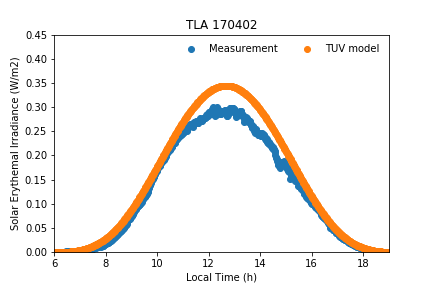 TLA 170402
Measurement
TUV model
Solar Erythemal Irradiance (W/m2)
0.45
0.40
0.35
0.30
0.25
0.20
0.15
0.10
0.05
0.00
6 8 10 12 14 16 18
Local Time (h)